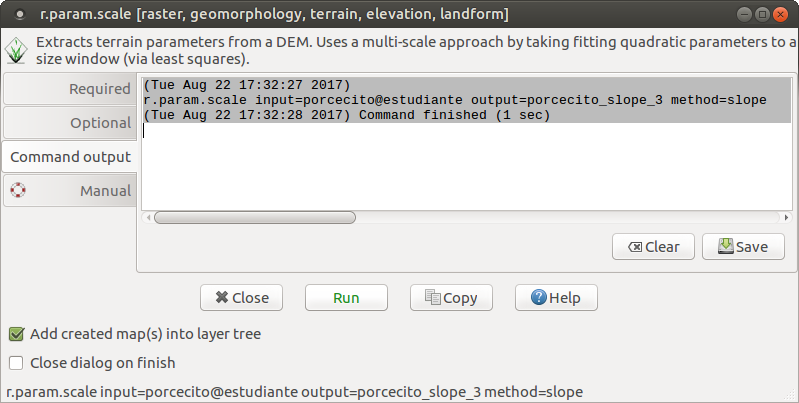 r.param.scale [raster, geomorphology, terrain, elevation, landform]
Extracts terrain parameters from a DEM. Uses a multi-scale approach by taking fitting quadratic parameters to a
size window (via least squares).
Required
Optional
Command output
Manual
(Tue Aug 22 17:32:27 2017)
r.param.scale input=porcecito@estudiante output=porcecito_slope_3 method=slope
(Tue Aug 22 17:32:28 2017) Command finished (1 sec)
Clear
Save
Close
Run
Copy
Help
Add created map(s) into layer tree
Close dialog on finish
r.param.scale input=porcecito@estudiante output=porcecito_slope_3 method=slope